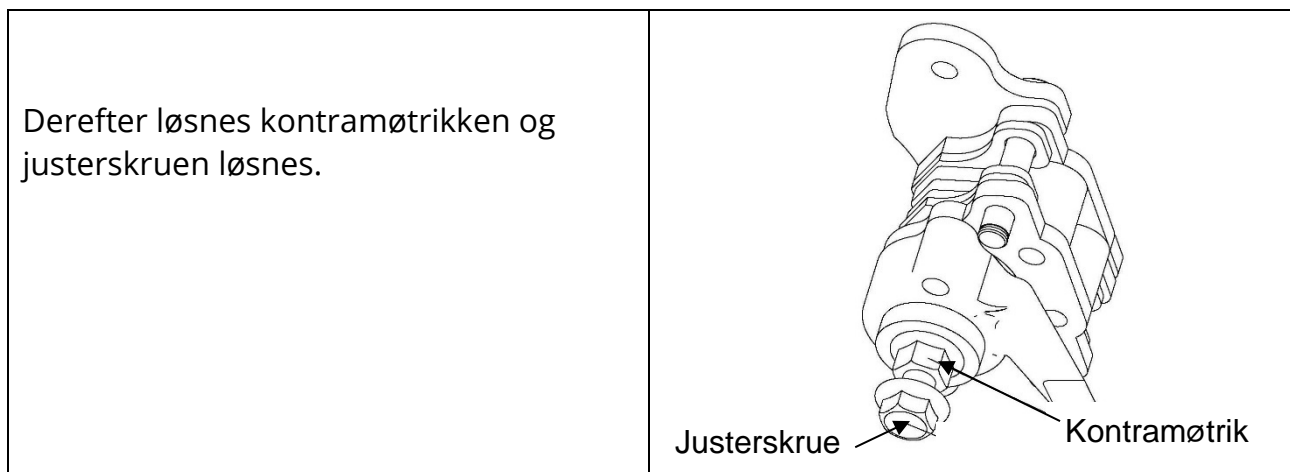 Derefter løsnes kontramøtrikken og
justerskruen løsnes.
Justerskrue
Kontramøtrik